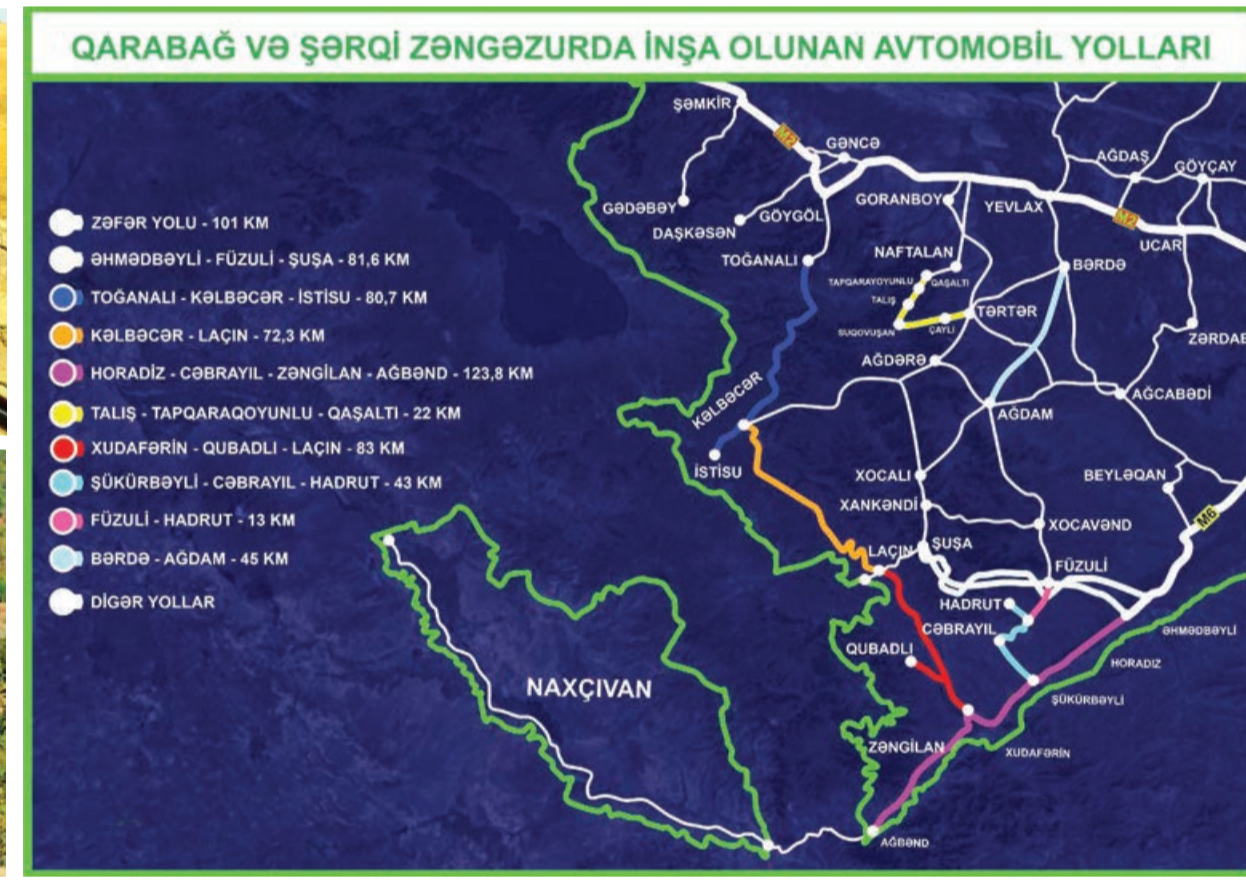 QARABAĞ VƏ ŞƏRQİ ZƏNGƏZURDA İNŞA OLUNAN AVTOMOBİL YOLLARI
ZƏFƏR YOLU - 101 KM
ƏHMƏDBƏYLİ - FÜZULİ - ŞUŞA - 81,6 KM
TOĞANALI - KƏLBƏCƏR - İSTİSU - 80,7 KM
KƏLBƏCƏR - LAÇIN - 72,3 KM
HORADİZ - CƏBRAYIL - ZƏNGİLAN - AĞBƏND - 123,8 KM
TALIŞ - TAPQARAQOYUNLU - QAŞALTI - 22 KM
XUDAFƏRİN - QUBADLI - LAÇIN - 83 KM
ŞÜKÜRBƏYLİ - CƏBRAYIL - HADRUT - 43 KM
FÜZULİ - HADRUT - 13 KM
BƏRDƏ - AĞDAM - 45 KM
DİGƏR YOLLAR
ŞƏMKİR
M2
GƏNCƏ
AĞDAŞ
GÖYÇAY
GƏDƏBƏY
GÖYGÖL
GORANBOY
YEVLAX
M2
DAŞKƏSƏN
UCAR
TOĞANALI
NAFTALAN
BƏRDƏ
TAPQARAYOYUNLU
QAŞALTI
TALIŞ
SUQOVUŞAN
ÇAYLI
TƏRTƏR
ZƏRDAB
AĞDƏRƏ
KƏLBƏCƏR
AĞCABƏDİ
AĞDAM
İSTİSU
XOCALI
BEYLƏQAN
XANKƏNDİ
XOCAVƏND
M6
LAÇIN
ŞUŞA
FÜZULİ
HADRUT
CƏBRAYIL
ƏHMƏDBƏYLİ
QUBADLI
HORADIZ
NAXÇIVAN
ŞÜKÜRBƏYLİ
ZƏNGİLAN
XUDAFƏRİN
AĞBƏND